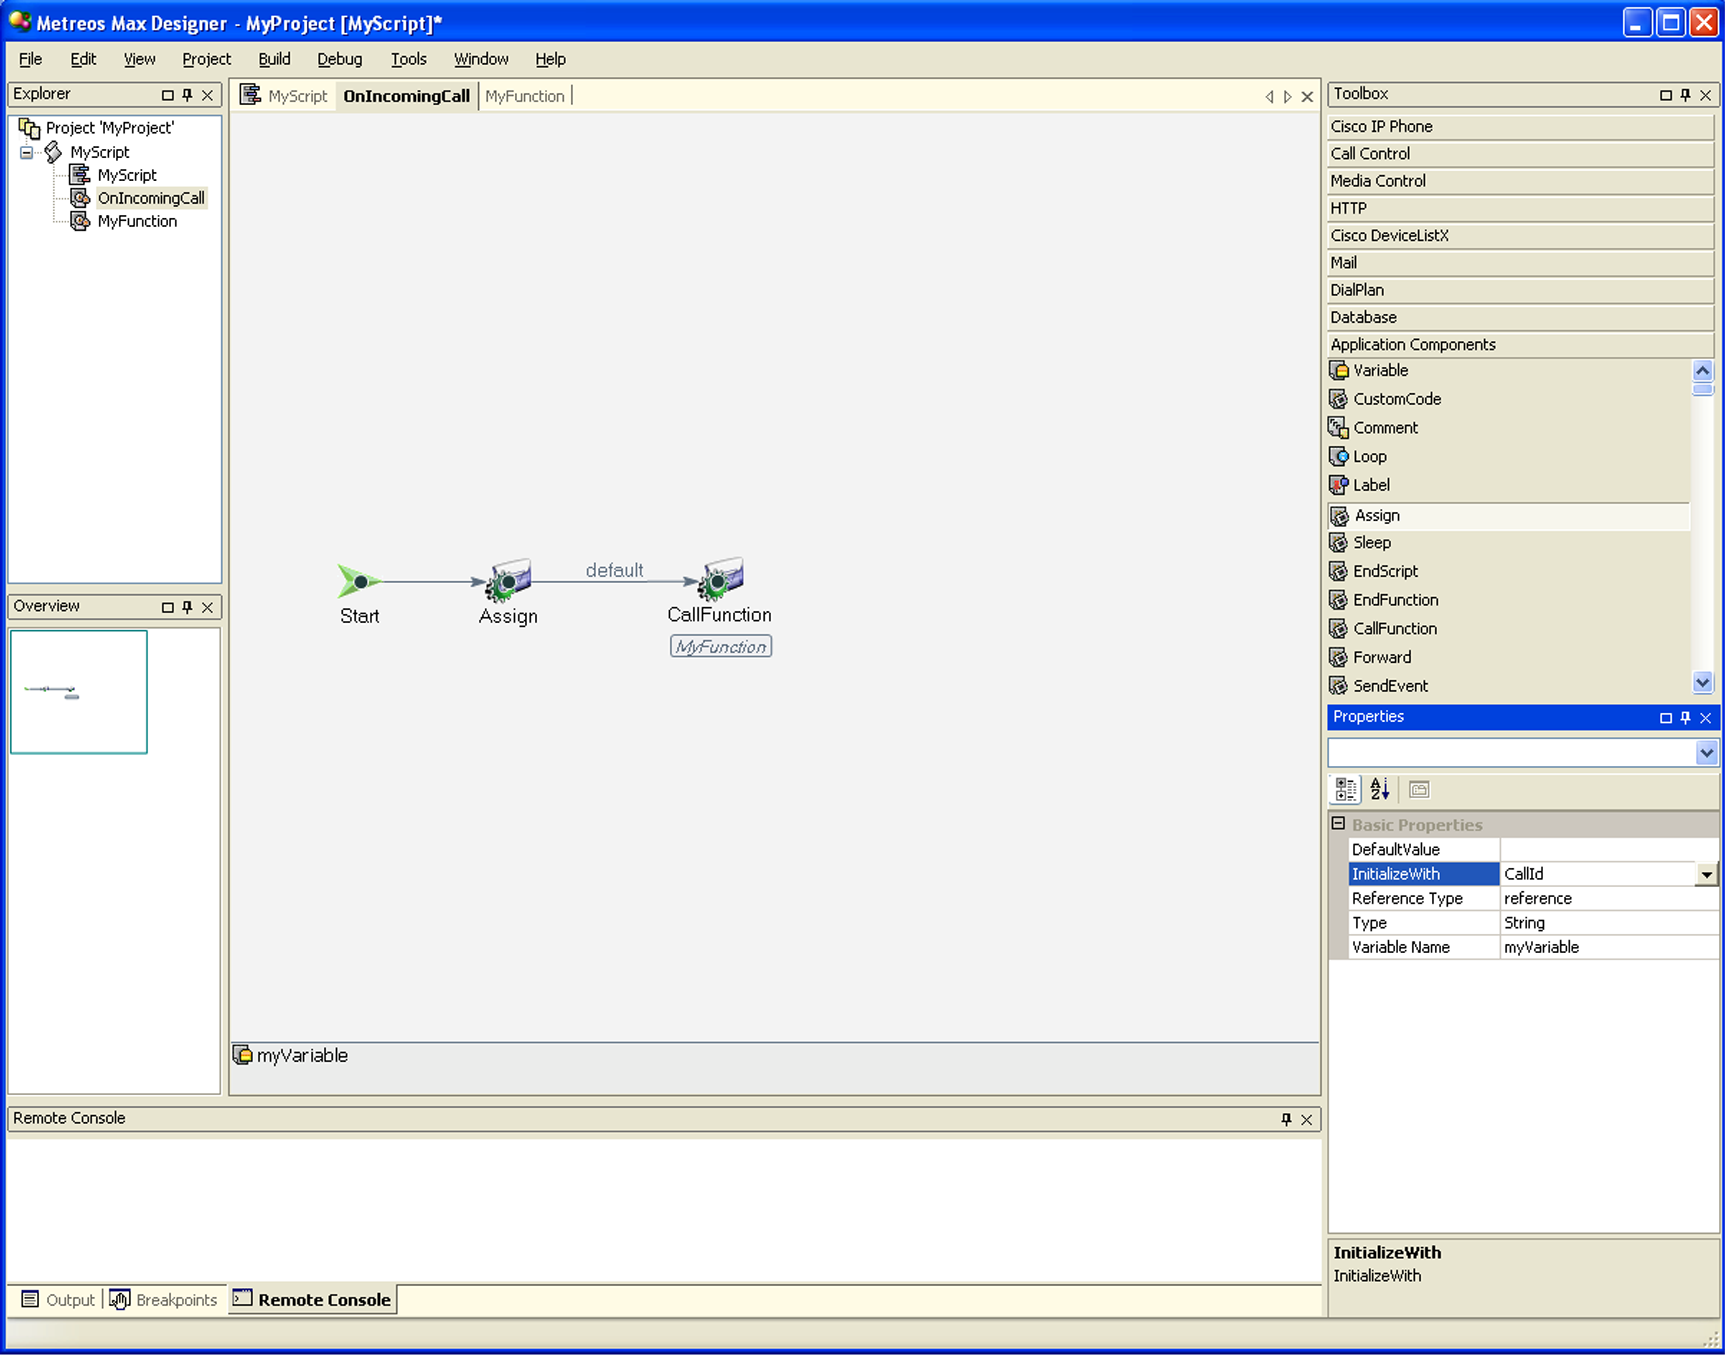 Metreos Max Designer - MyProject [MyScript]*
File Edit View Project Build Debug Tools Window Help
Explorer
Project 'MyProject'
MyScript
MyScript
OnIncomingCall
MyFunction
Overview
MyScript OnIncomingCall MyFunction
Start
Assign
default
CallFunction
MyFunction
myVariable
Remote Console
Output Breakpoints Remote Console
Toolbox
Cisco IP Phone
Call Control
Media Control
HTTP
Cisco DeviceListX
Mail
DialPlan
Database
Application Components
Variable
CustomCode
Comment
Loop
Label
Assign
Sleep
EndScript
EndFunction
CallFunction
Forward
SendEvent
Properties
Basic Properties
DefaultValue
InitializeWith CallId
Reference Type reference
Type String
Variable Name myVariable
InitializeWith
InitializeWith